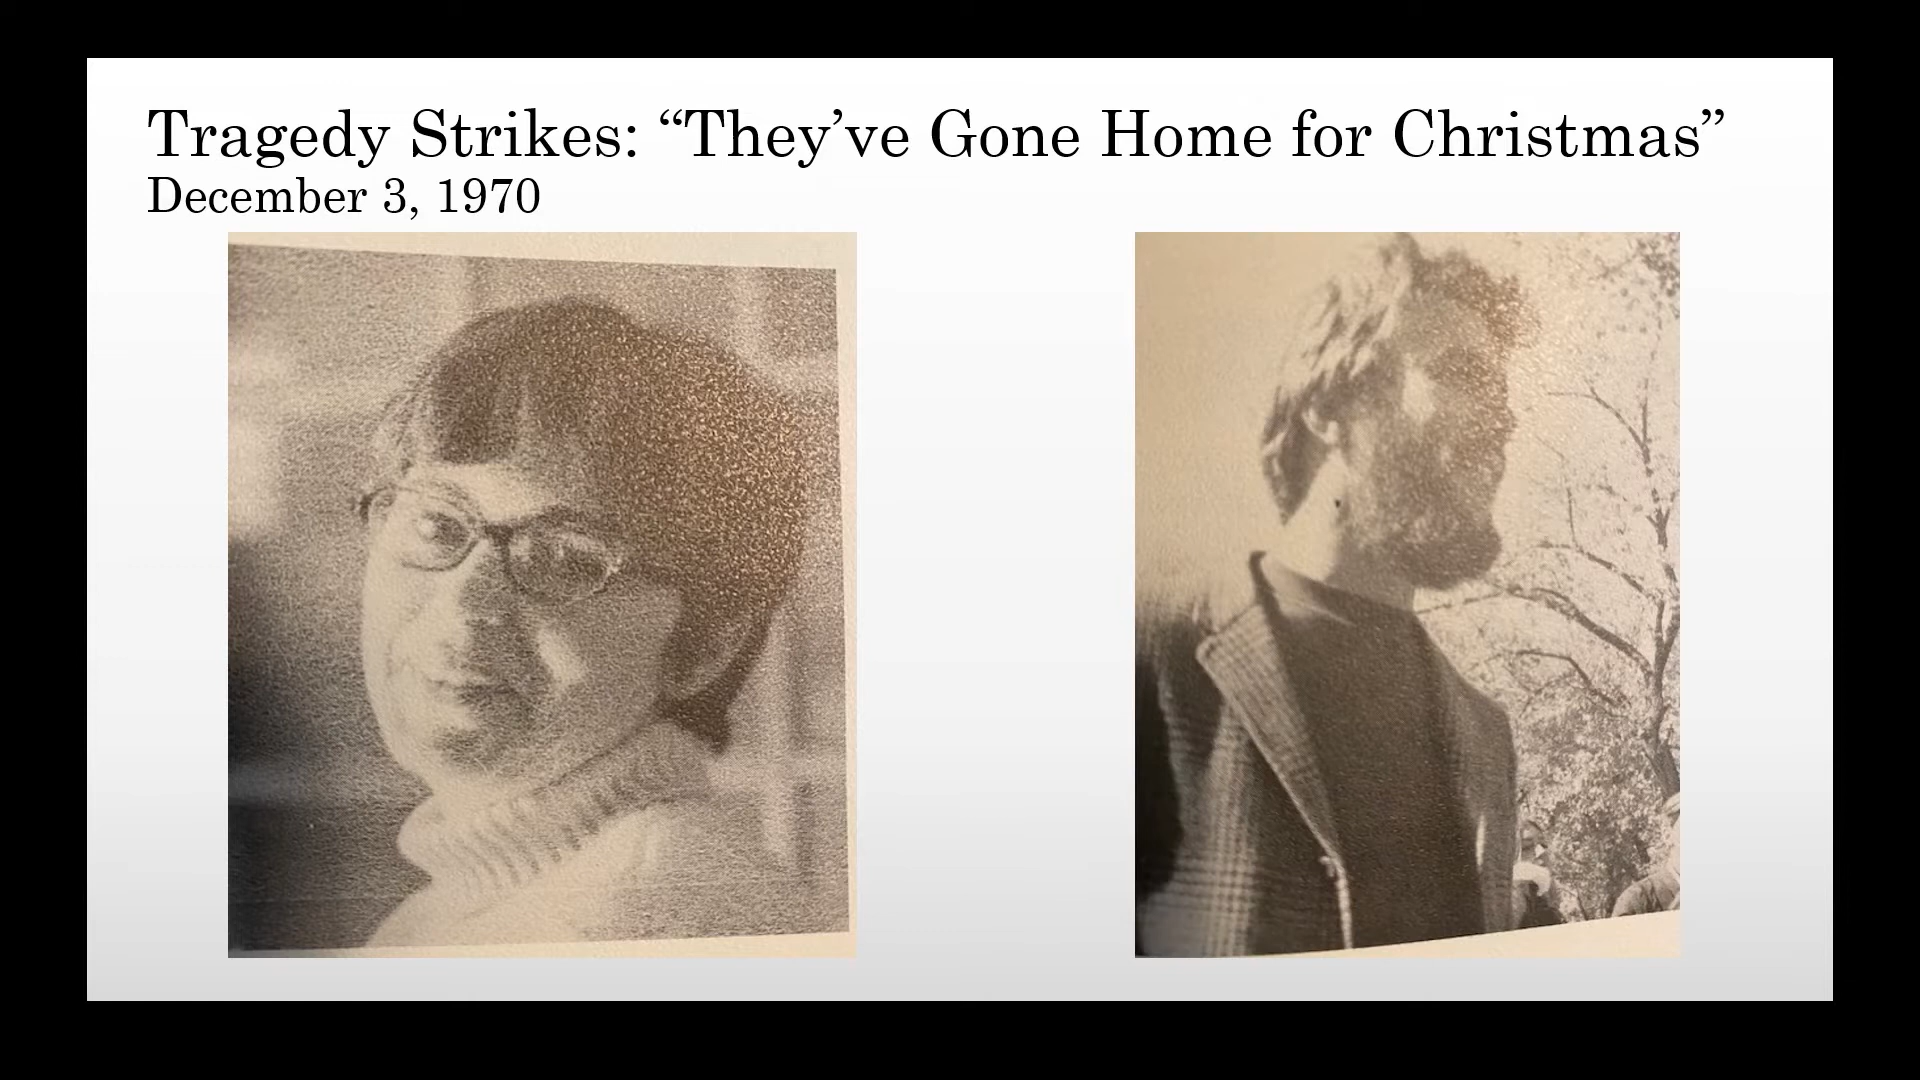 Tragedy Strikes: “They’ve Gone Home for Christmas”
December 3, 1970